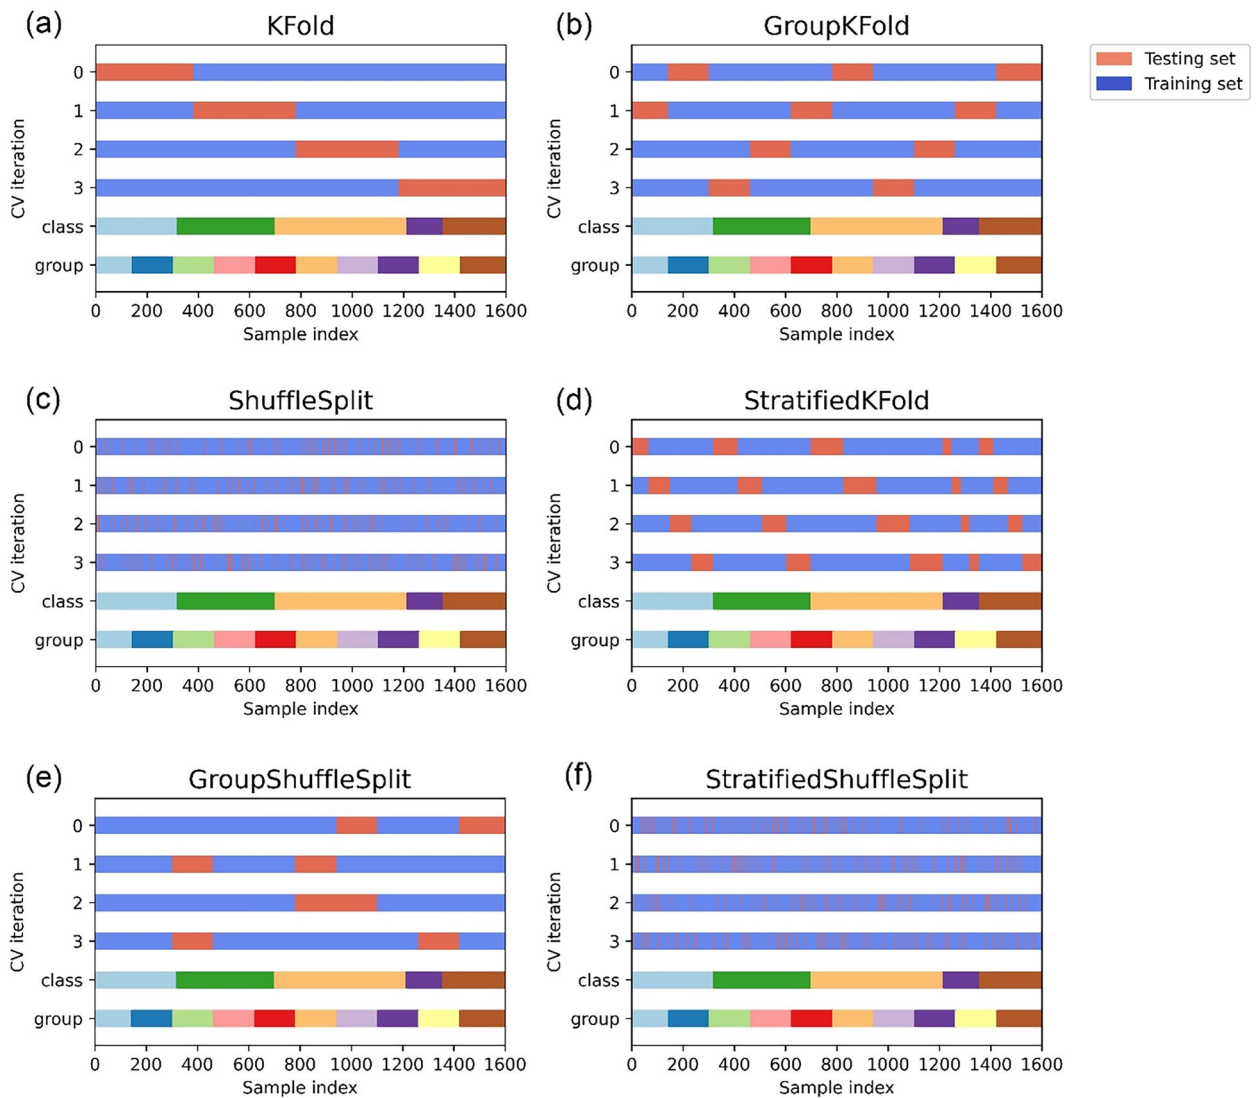 (a) KFold
0
1
2
3
class
group
CV iteration
0 200 400 600 800 1000 1200 1400 1600
Sample index
(b) GroupKFold
0
1
2
3
class
group
CV iteration
0 200 400 600 800 1000 1200 1400 1600
Sample index
Testing set
Training set
(c) ShuffleSplit
0
1
2
3
class
group
CV iteration
0 200 400 600 800 1000 1200 1400 1600
Sample index
(d) StratifiedKFold
0
1
2
3
class
group
CV iteration
0 200 400 600 800 1000 1200 1400 1600
Sample index
(e) GroupShuffleSplit
0
1
2
3
class
group
CV iteration
0 200 400 600 800 1000 1200 1400 1600
Sample index
(f) StratifiedShuffleSplit
0
1
2
3
class
group
CV iteration
0 200 400 600 800 1000 1200 1400 1600
Sample index